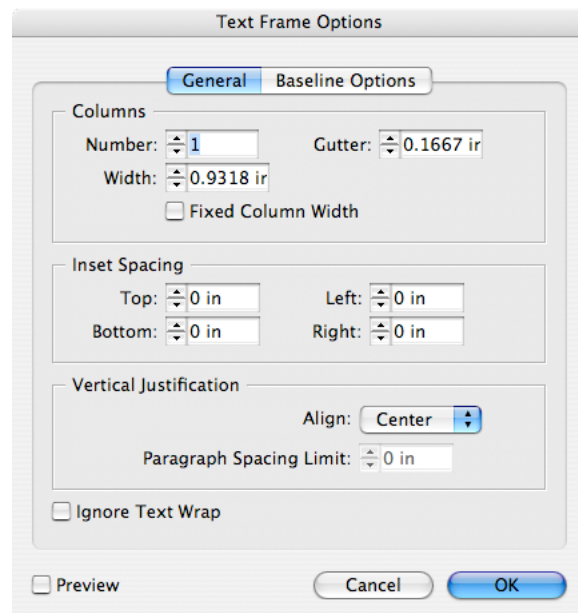 Text Frame Options
General Baseline Options
Columns
Number: 1 Gutter: 0.1667 in
Width: 0.9318 in
Fixed Column Width
Inset Spacing
Top: 0 in Left: 0 in
Bottom: 0 in Right: 0 in
Vertical Justification
Align: Center
Paragraph Spacing Limit: 0 in
Ignore Text Wrap
Preview Cancel OK